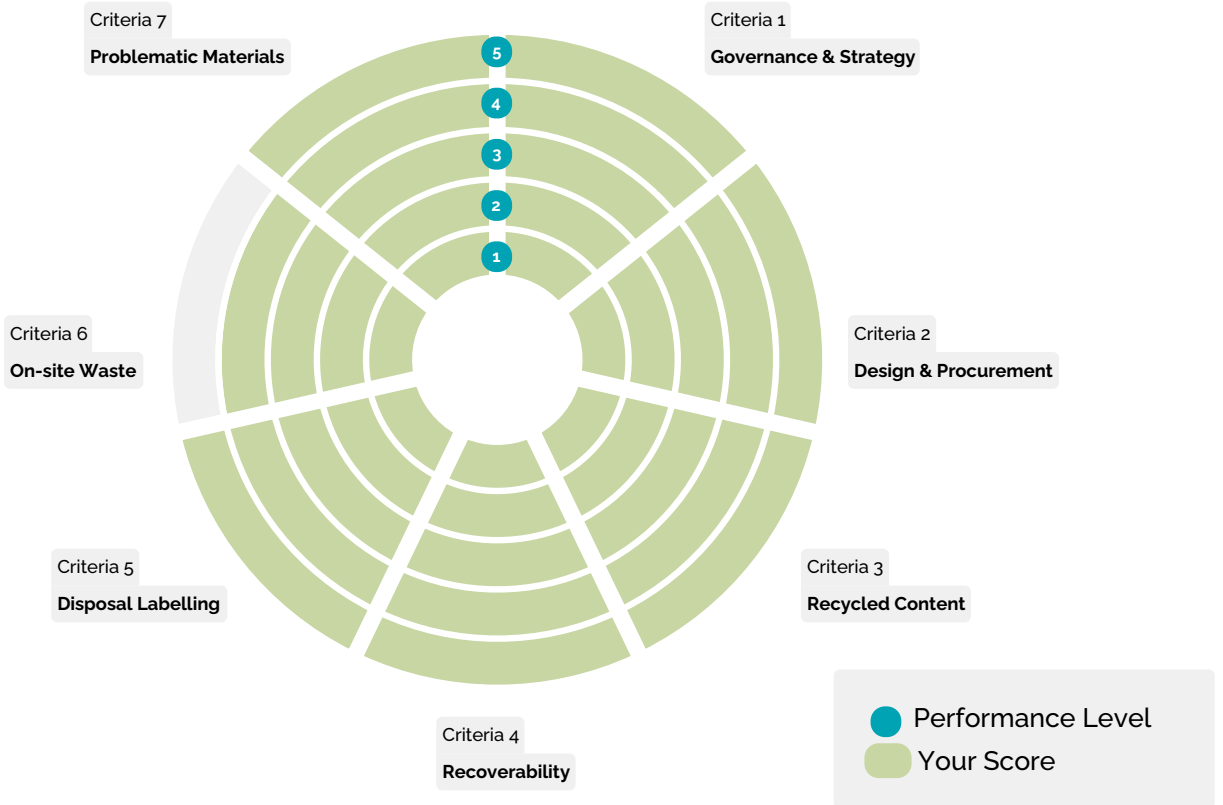 Criteria 7
Problematic Materials
Criteria 1
Governance & Strategy
5
4
3
2
1
Criteria 6
On-site Waste
Criteria 2
Design & Procurement
Criteria 5
Disposal Labelling
Criteria 3
Recycled Content
Criteria 4
Recoverability
Performance Level
Your Score